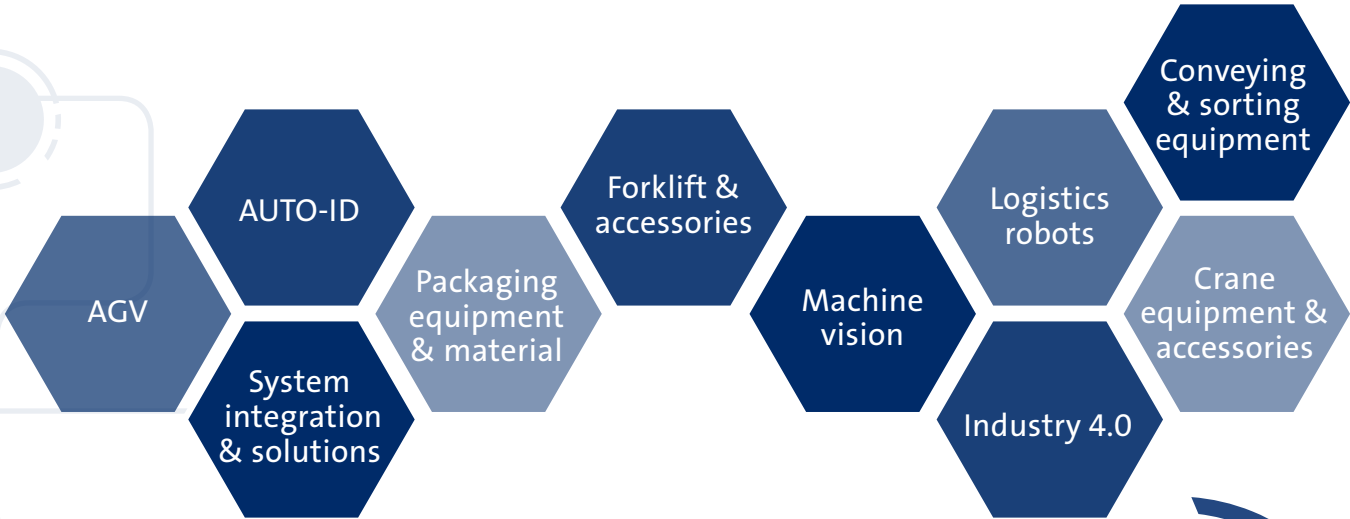 AGV
AUTO-ID
System
integration
& solutions
Packaging
equipment
& material
Forklift &
accessories
Machine
vision
Logistics
robots
Industry 4.0
Conveying
& sorting
equipment
Crane
equipment &
accessories